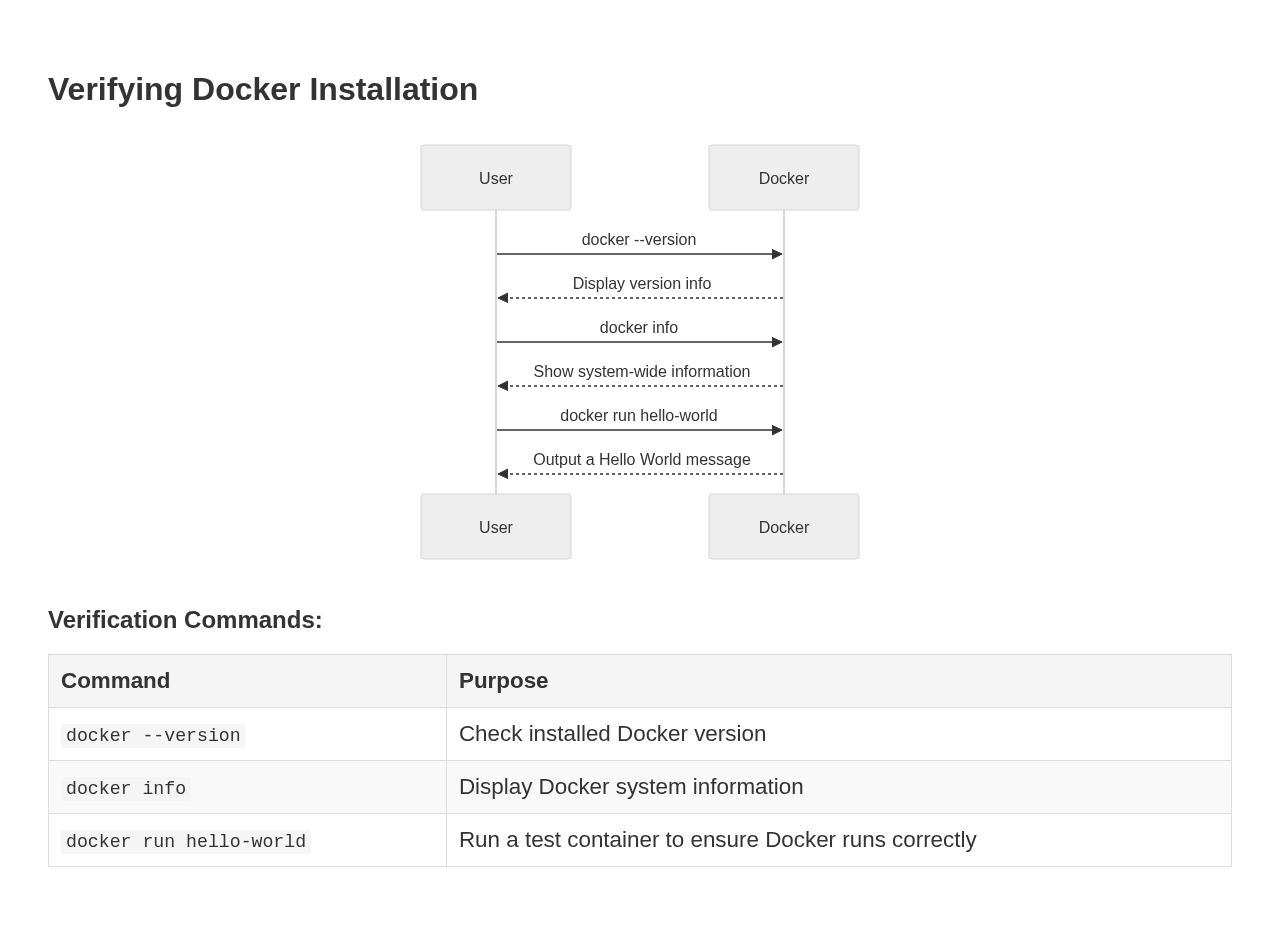 Verifying Docker Installation
User Docker
docker --version
Display version info
docker info
Show system-wide information
docker run hello-world
Output a Hello World message
User Docker
Verification Commands:
Command Purpose
docker --version Check installed Docker version
docker info Display Docker system information
docker run hello-world Run a test container to ensure Docker runs correctly